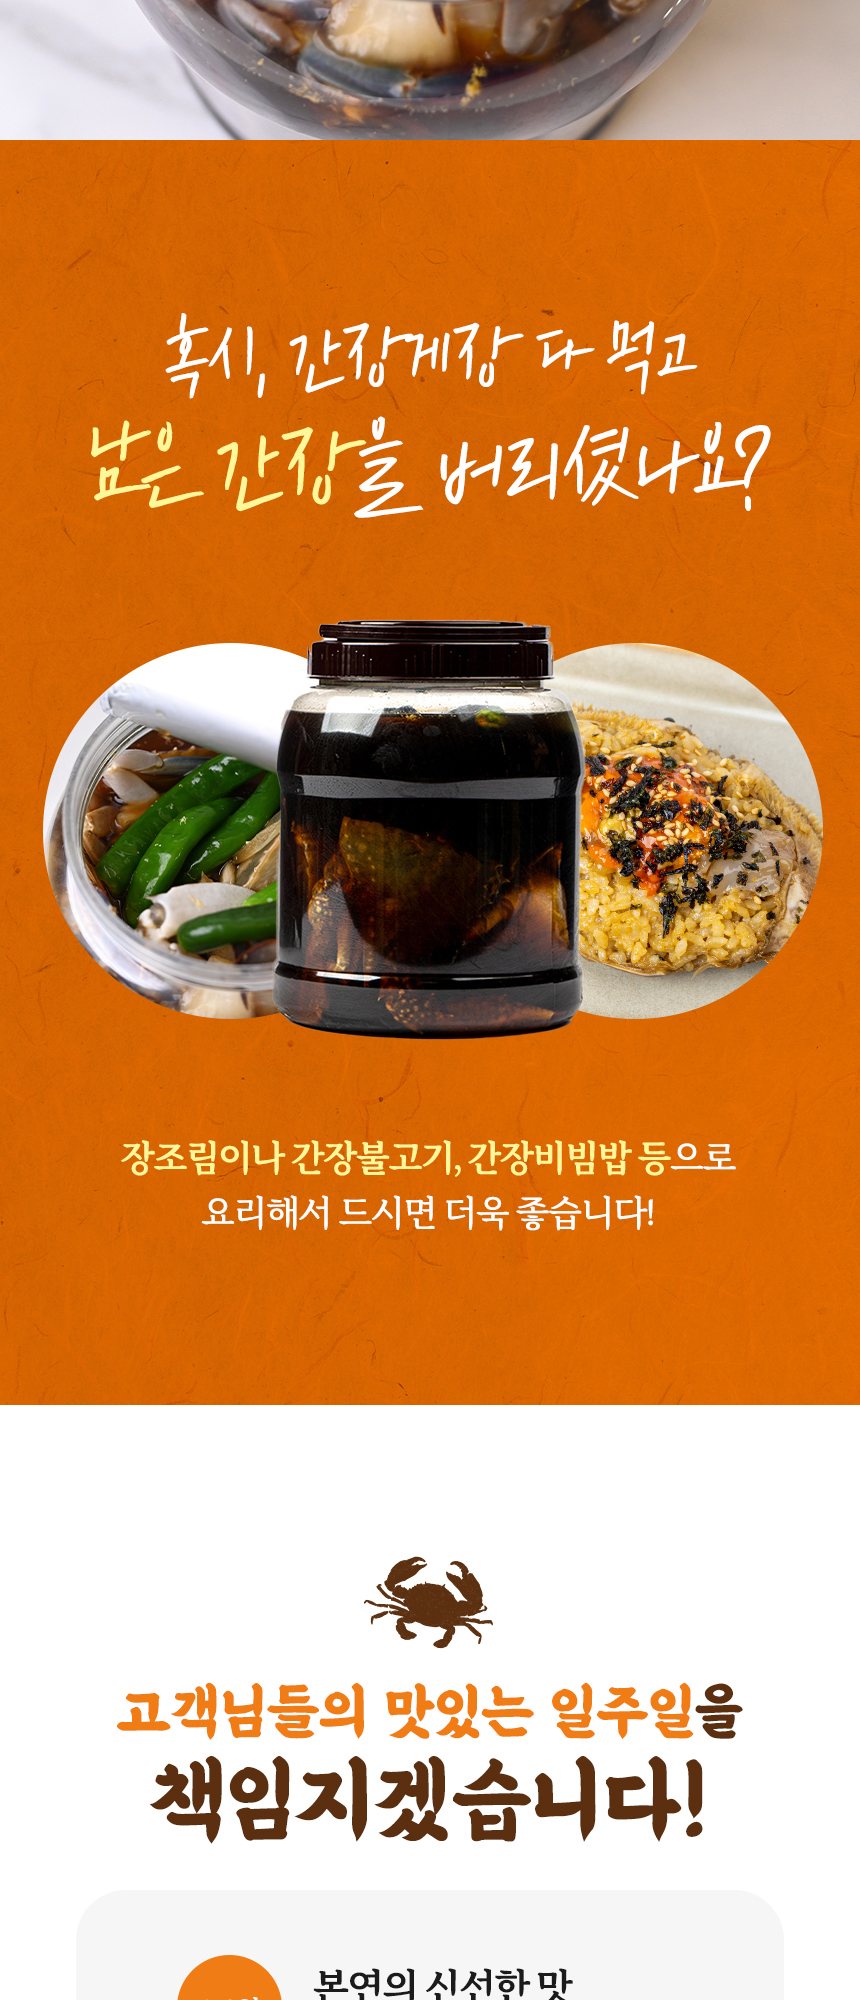 혹시, 간장게장 다 먹고
남은 간장을 버리셨나요?
장조림이나 간장불고기, 간장비빔밥 등으로
요리해서 드시면 더욱 좋습니다!
고객님들의 맛있는 일주일을
책임지겠습니다!
본연의 신선한 맛